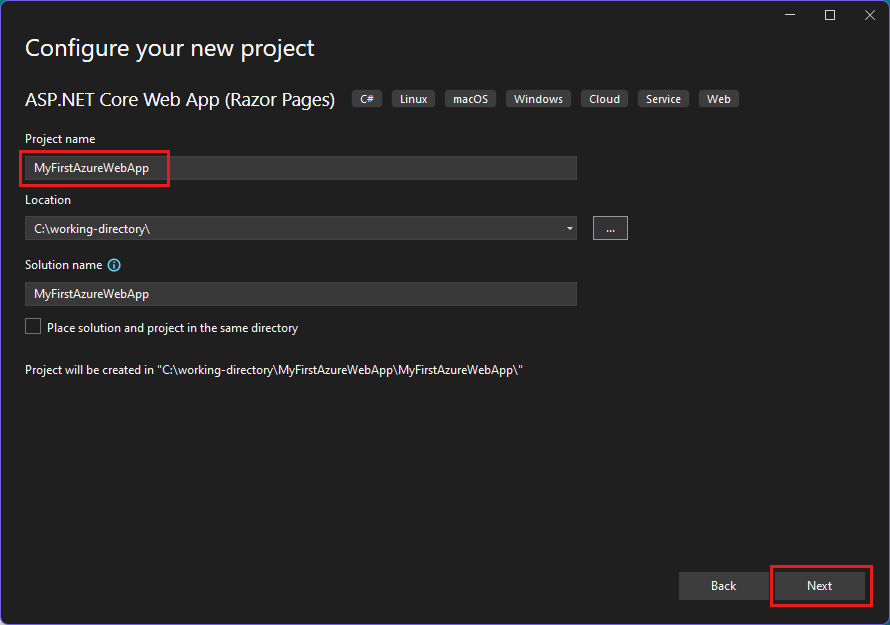 Configure your new project
ASP.NET Core Web App (Razor Pages) C# Linux macOS Windows Cloud Service Web
Project name
MyFirstAzureWebApp
Location
C:\working-directory\
...
Solution name
MyFirstAzureWebApp
Place solution and project in the same directory
Project will be created in "C:\working-directory\MyFirstAzureWebApp\MyFirstAzureWebApp\"
Back Next